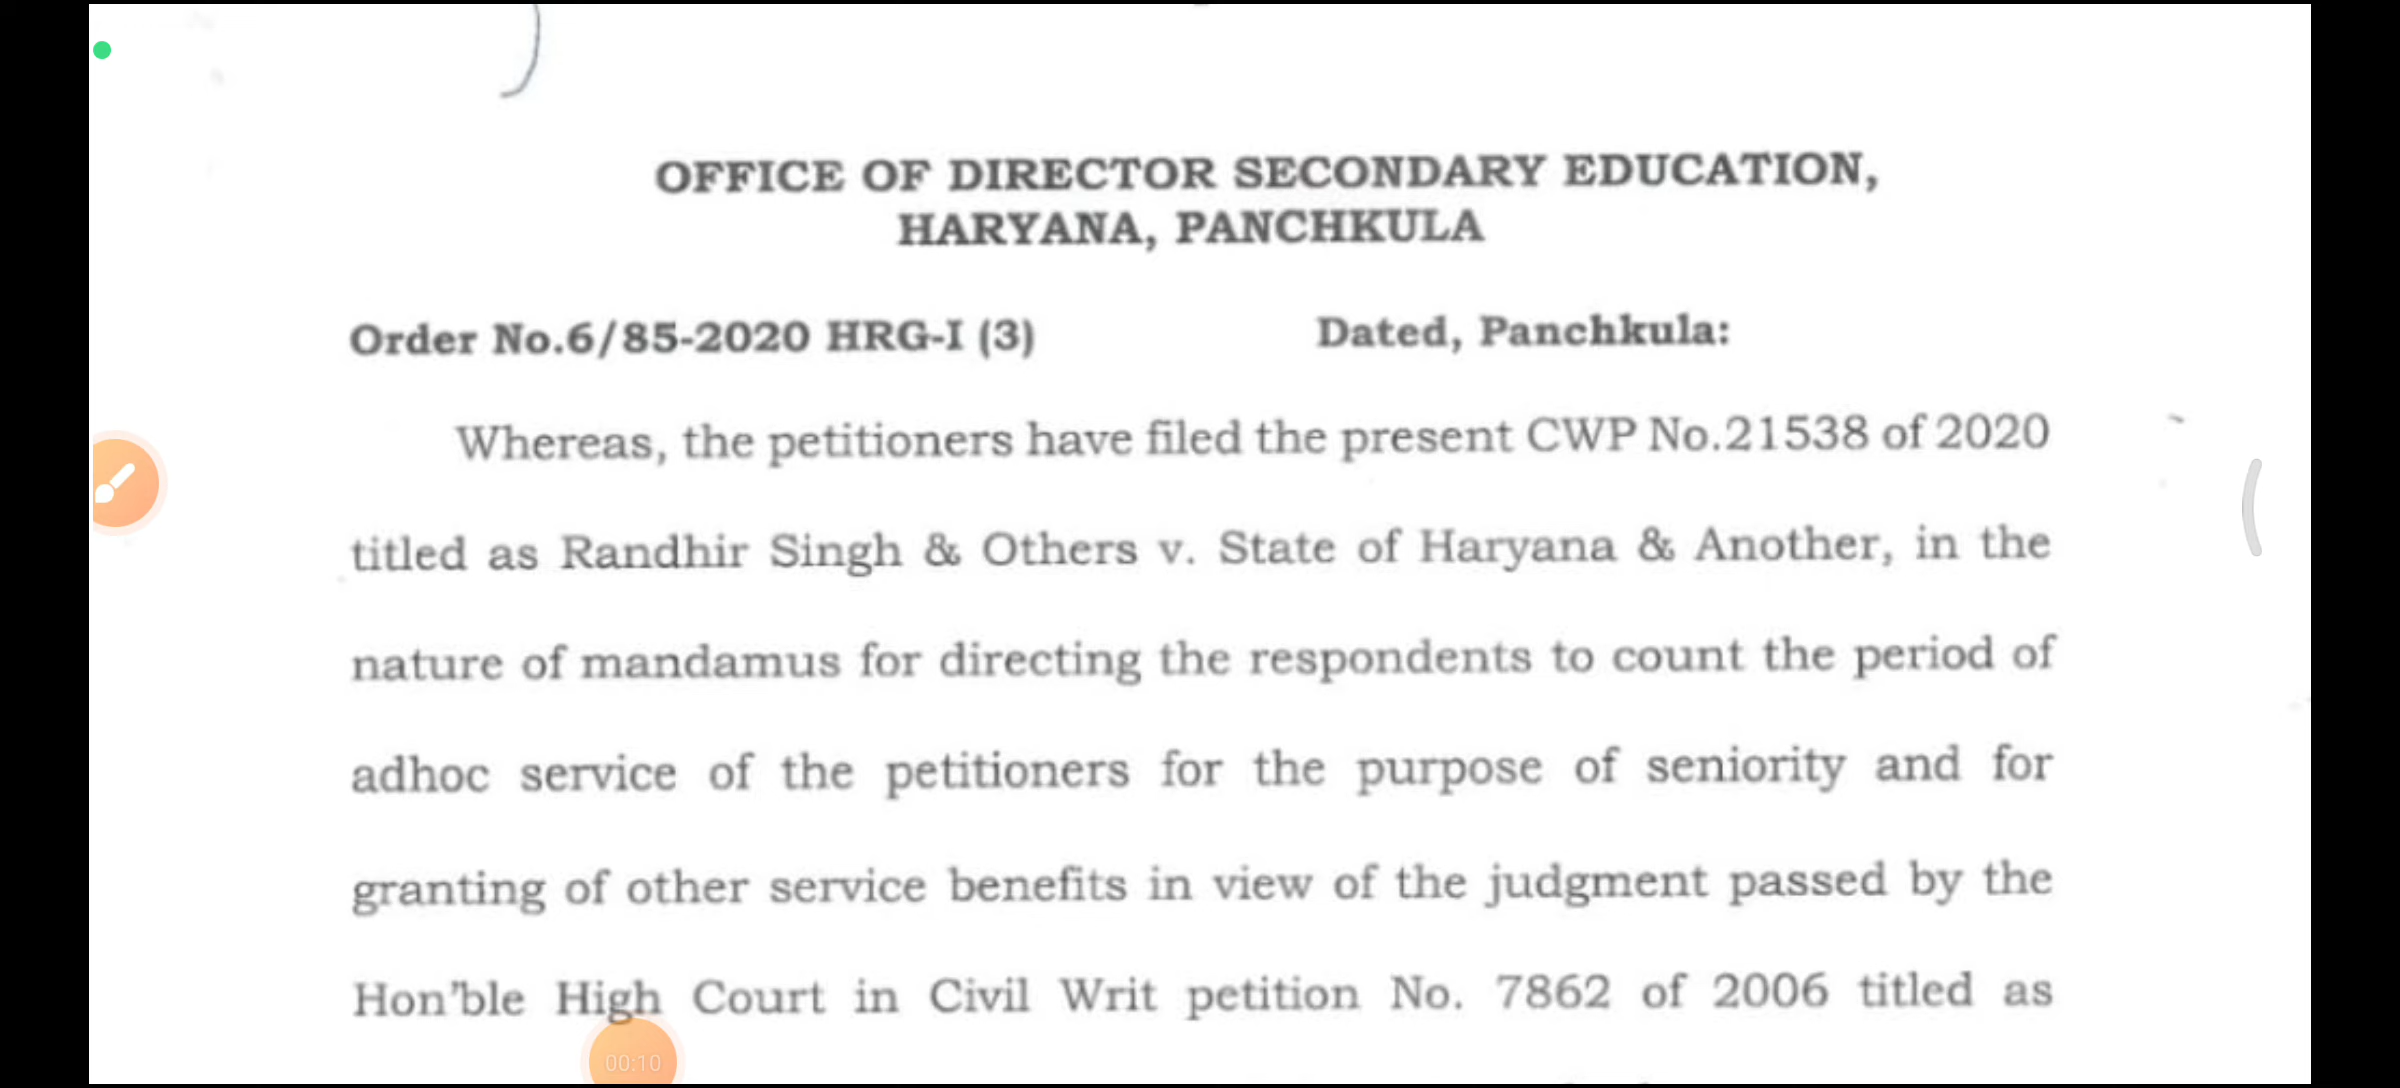 OFFICE OF DIRECTOR SECONDARY EDUCATION,
HARYANA, PANCHKULA
Order No.6/85-2020 HRG-I (3) Dated, Panchkula:
Whereas, the petitioners have filed the present CWP No.21538 of 2020
titled as Randhir Singh & Others v. State of Haryana & Another, in the
nature of mandamus for directing the respondents to count the period of
adhoc service of the petitioners for the purpose of seniority and for
granting of other service benefits in view of the judgment passed by the
Hon'ble High Court in Civil Writ petition No. 7862 of 2006 titled as
00:10